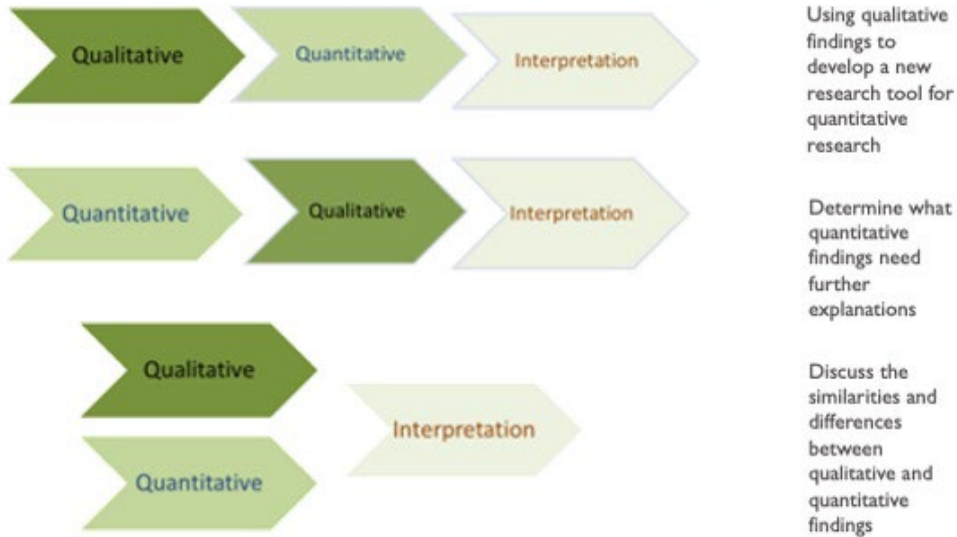 Qualitative
Quantitative
Interpretation
Using qualitative
findings to
develop a new
research tool for
quantitative
research
Quantitative
Qualitative
Interpretation
Determine what
quantitative
findings need
further
explanations
Qualitative
Quantitative
Interpretation
Discuss the
similarities and
differences
between
qualitative and
quantitative
findings